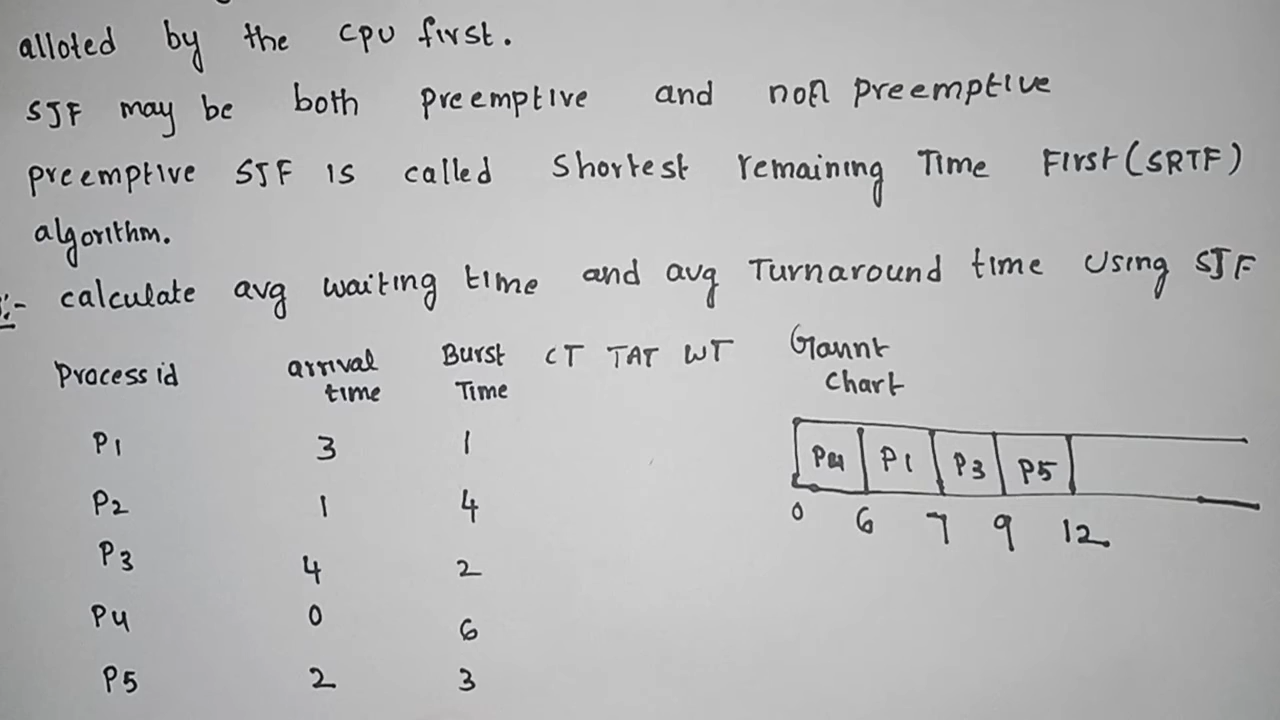 alloted by the cpu first.
SJF may be both preemptive and non preemptive
preemptive SJF is called Shortest remaining Time First (SRTF)
algorithm.
:- calculate avg waiting time and avg Turnaround time using SJF
Process id arrival time Burst Time CT TAT WT
P1 3 1
P2 1 4
P3 4 2
P4 0 6
P5 2 3
Gannt
chart
P4 P1 P3 P5
0 6 7 9 12